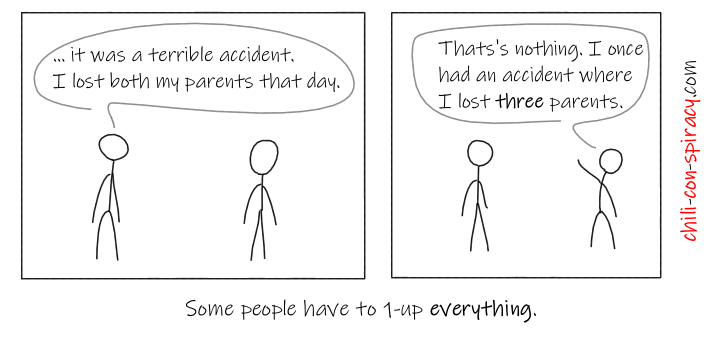 ... it was a terrible accident.
I lost both my parents that day.
Thats's nothing. I once
had an accident where
I lost three parents.
chili-con-spiracy.com
Some people have to 1-up everything.